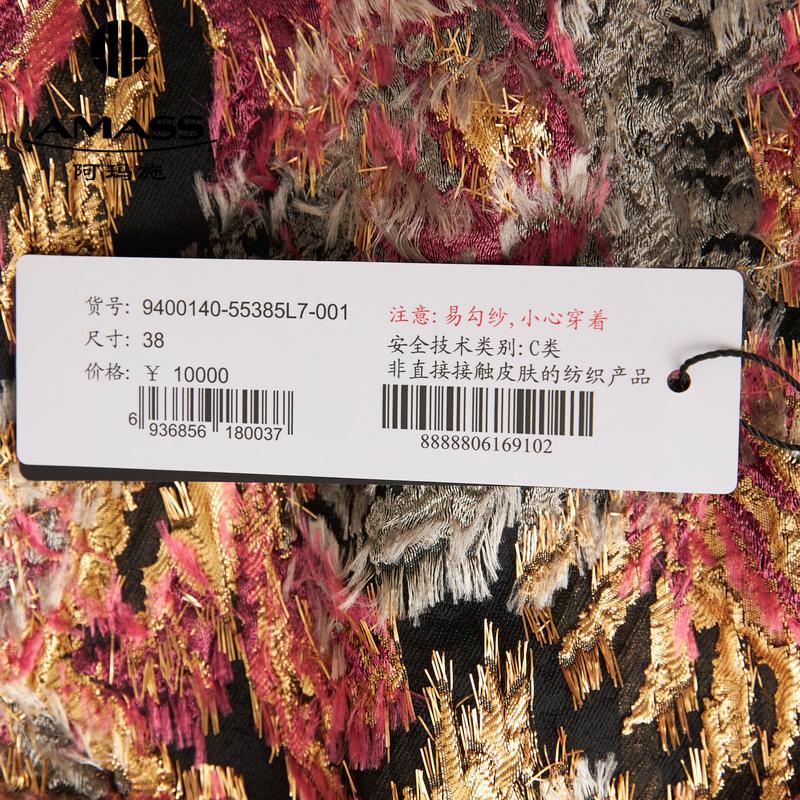 AMASS
阿玛施
货号: 9400140-55385L7-001
尺寸: 38
价格: ¥ 10000
6 936856 180037
注意: 易勾纱, 小心穿着
安全技术类别: C类
非直接接触皮肤的纺织产品
8888806169102